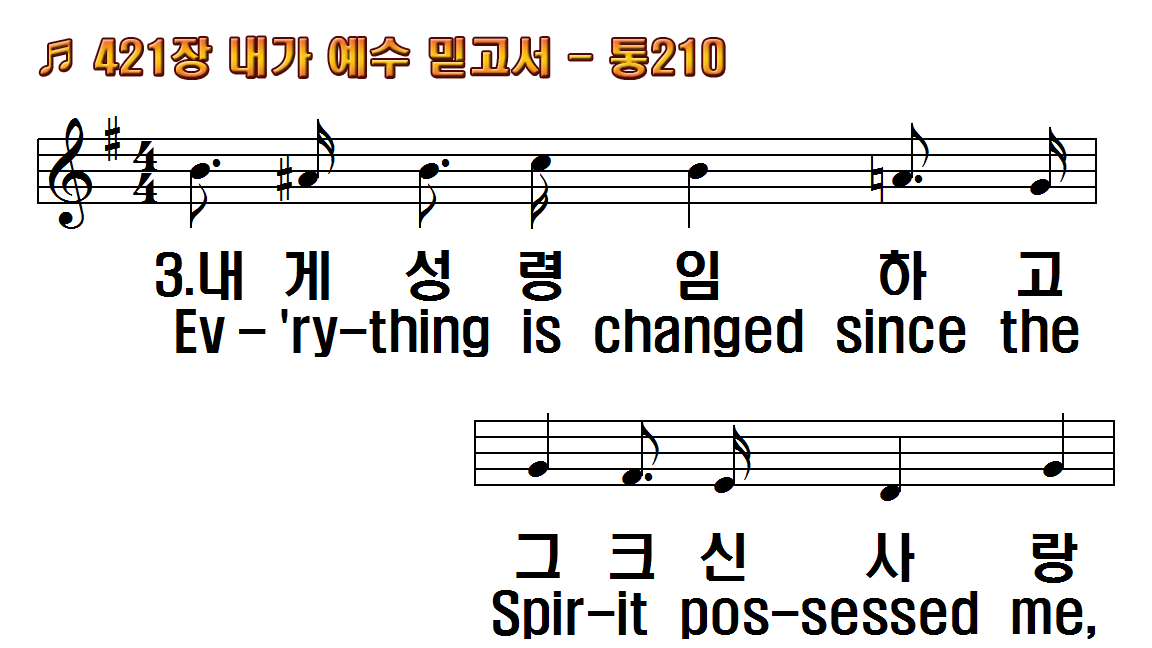 ♬ 421장 내가 예수 믿고서 - 통210
3.내 게 성 령 임 하 고
Ev-'ry-thing is changed since the
그 크 신 사 랑
Spir-it pos-sessed me,